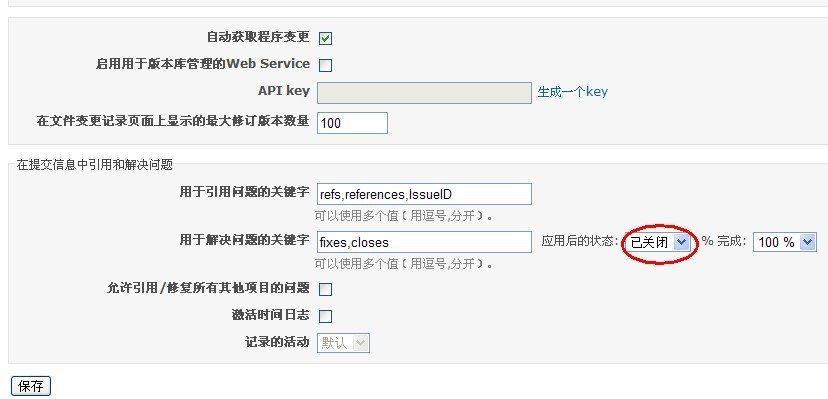 自动获取程序变更
启用用于版本库管理的Web Service
API key 生成一个key
在文件变更记录页面上显示的最大修订版本数量 100
在提交信息中引用和解决问题
用于引用问题的关键字 refs,references,IssueID
可以使用多个值（用逗号,分开）。
用于解决问题的关键字 fixes,closes 应用后的状态: 已关闭 % 完成: 100 %
可以使用多个值（用逗号,分开）。
允许引用/修复所有其他项目的问题
激活时间日志
记录的活动 默认
保存